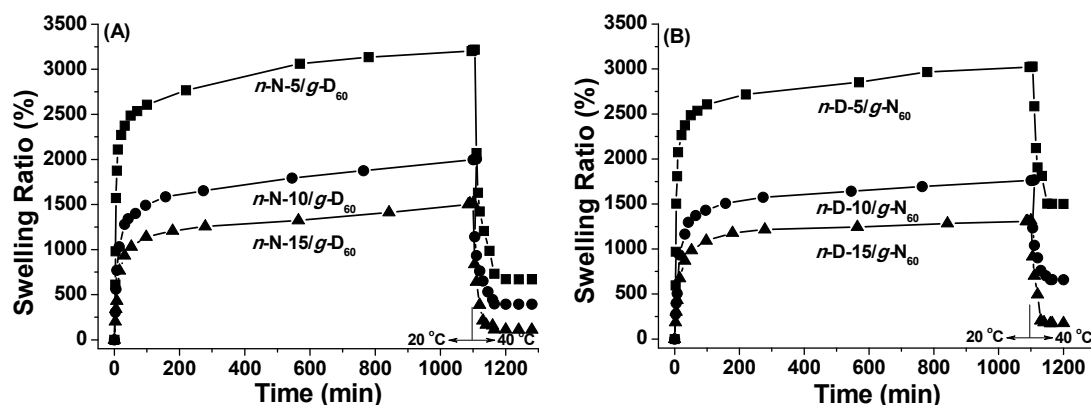 (A)
Swelling Ratio (%)
3500
3000
2500
2000
1500
1000
500
0
n-N-5/g-D60
n-N-10/g-D60
n-N-15/g-D60
20 °C 40 °C
0 200 400 600 800 1000 1200
Time (min)
(B)
Swelling Ratio (%)
3500
3000
2500
2000
1500
1000
500
0
n-D-5/g-N60
n-D-10/g-N60
n-D-15/g-N60
20 °C 40 °C
0 200 400 600 800 1000 1200
Time (min)